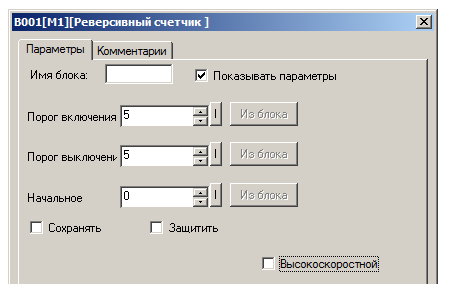 B001[M1][Реверсивный счетчик ]
Параметры Комментарии
Имя блока: Показывать параметры
Порог включения 5 Из блока
Порог выключени 5 Из блока
Начальное 0 Из блока
Сохранять Защитить
Высокоскоростной